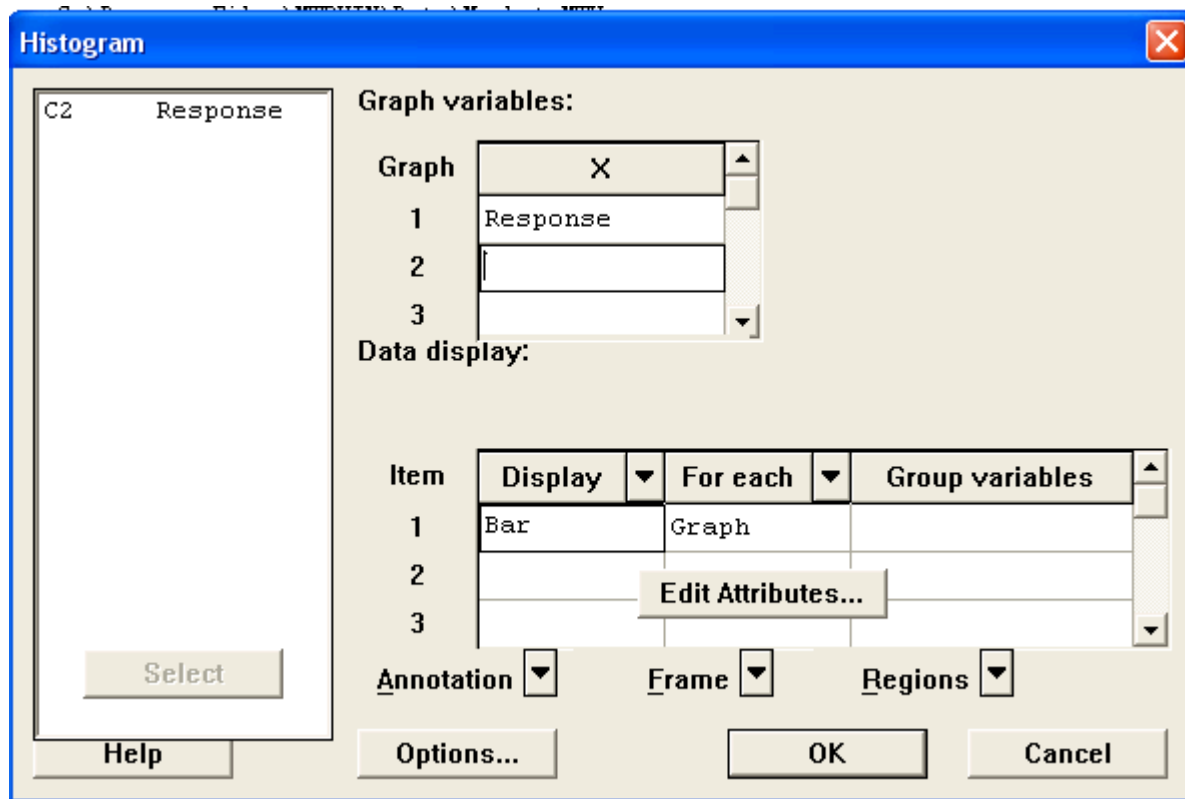 Histogram
C2 Response
Graph variables:
Graph X
1 Response
2
3
Data display:
Item Display For each Group variables
1 Bar Graph
2
Edit Attributes...
3
Select
Annotation Frame Regions
Help Options... OK Cancel